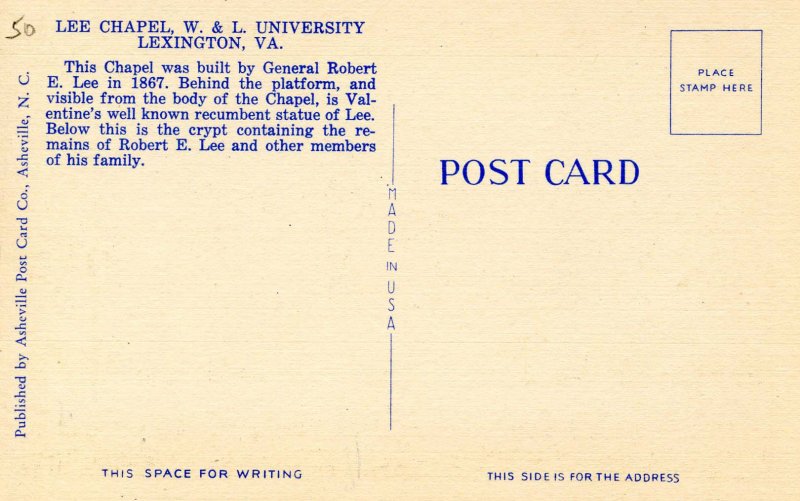 50
LEE CHAPEL, W. & L. UNIVERSITY
LEXINGTON, VA.
This Chapel was built by General Robert
E. Lee in 1867. Behind the platform, and
visible from the body of the Chapel, is Val-
entine's well known recumbent statue of Lee.
Below this is the crypt containing the re-
mains of Robert E. Lee and other members
of his family.
Published by Asheville Post Card Co., Asheville, N. C.
MADE IN USA
POST CARD
PLACE
STAMP HERE
THIS SPACE FOR WRITING
THIS SIDE IS FOR THE ADDRESS